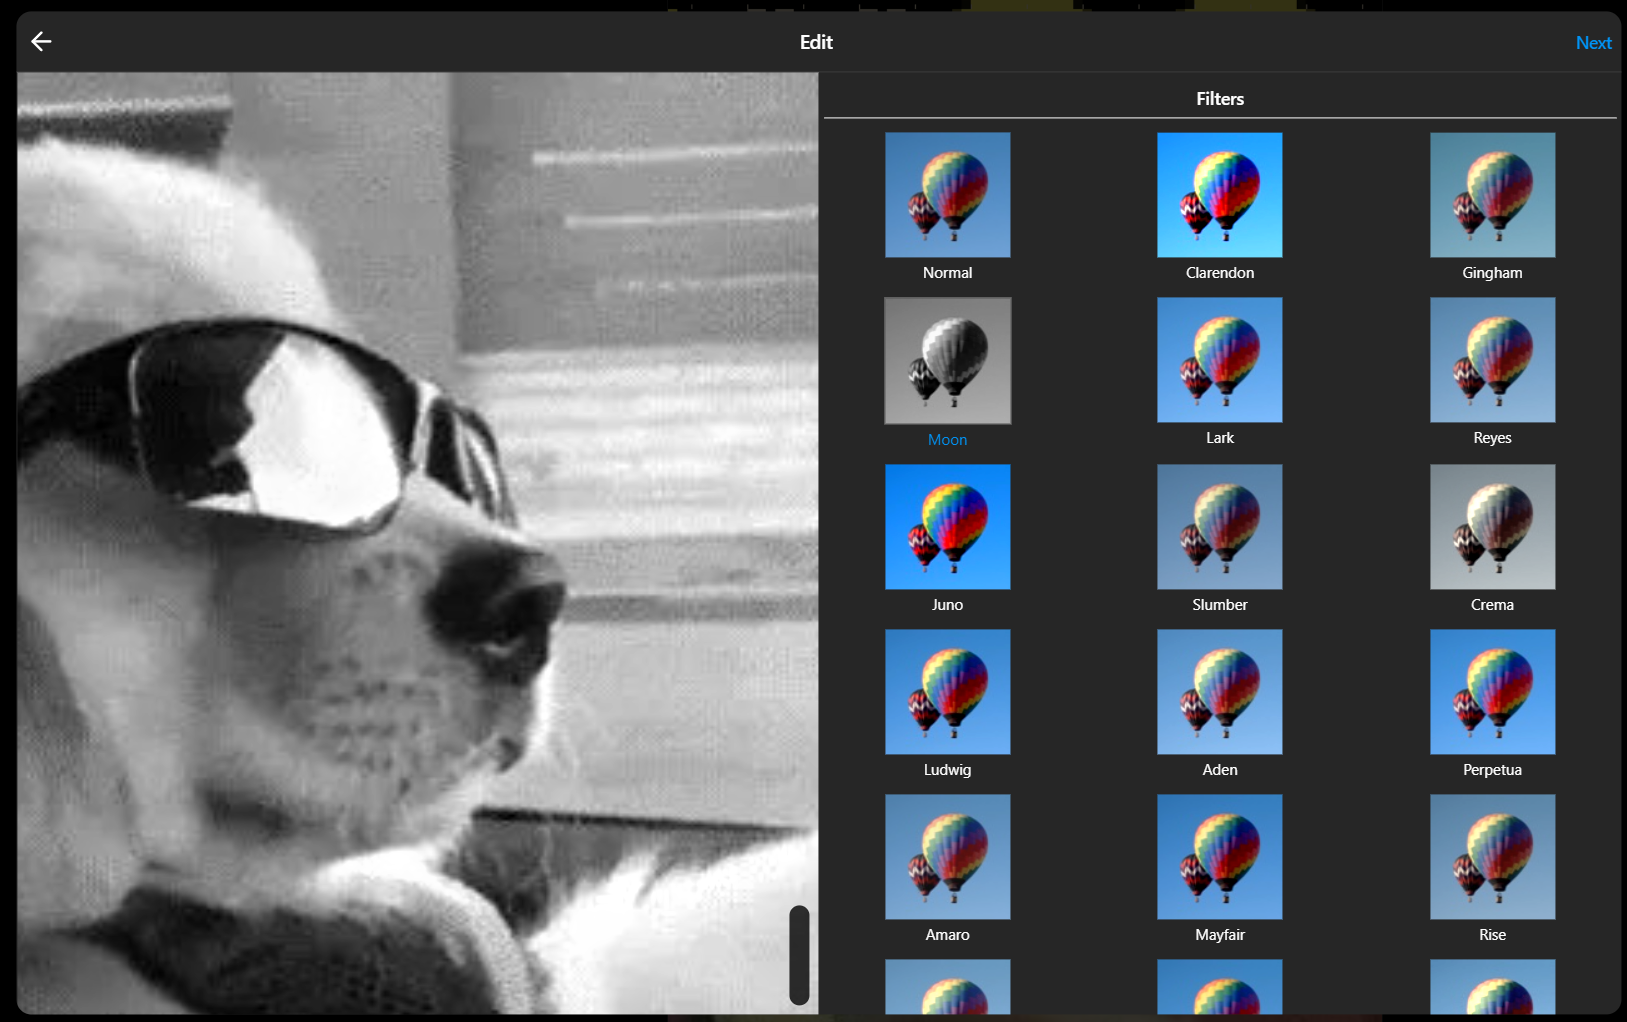 Edit
Next
Filters
Normal
Clarendon
Gingham
Moon
Lark
Reyes
Juno
Slumber
Crema
Ludwig
Aden
Perpetua
Amaro
Mayfair
Rise